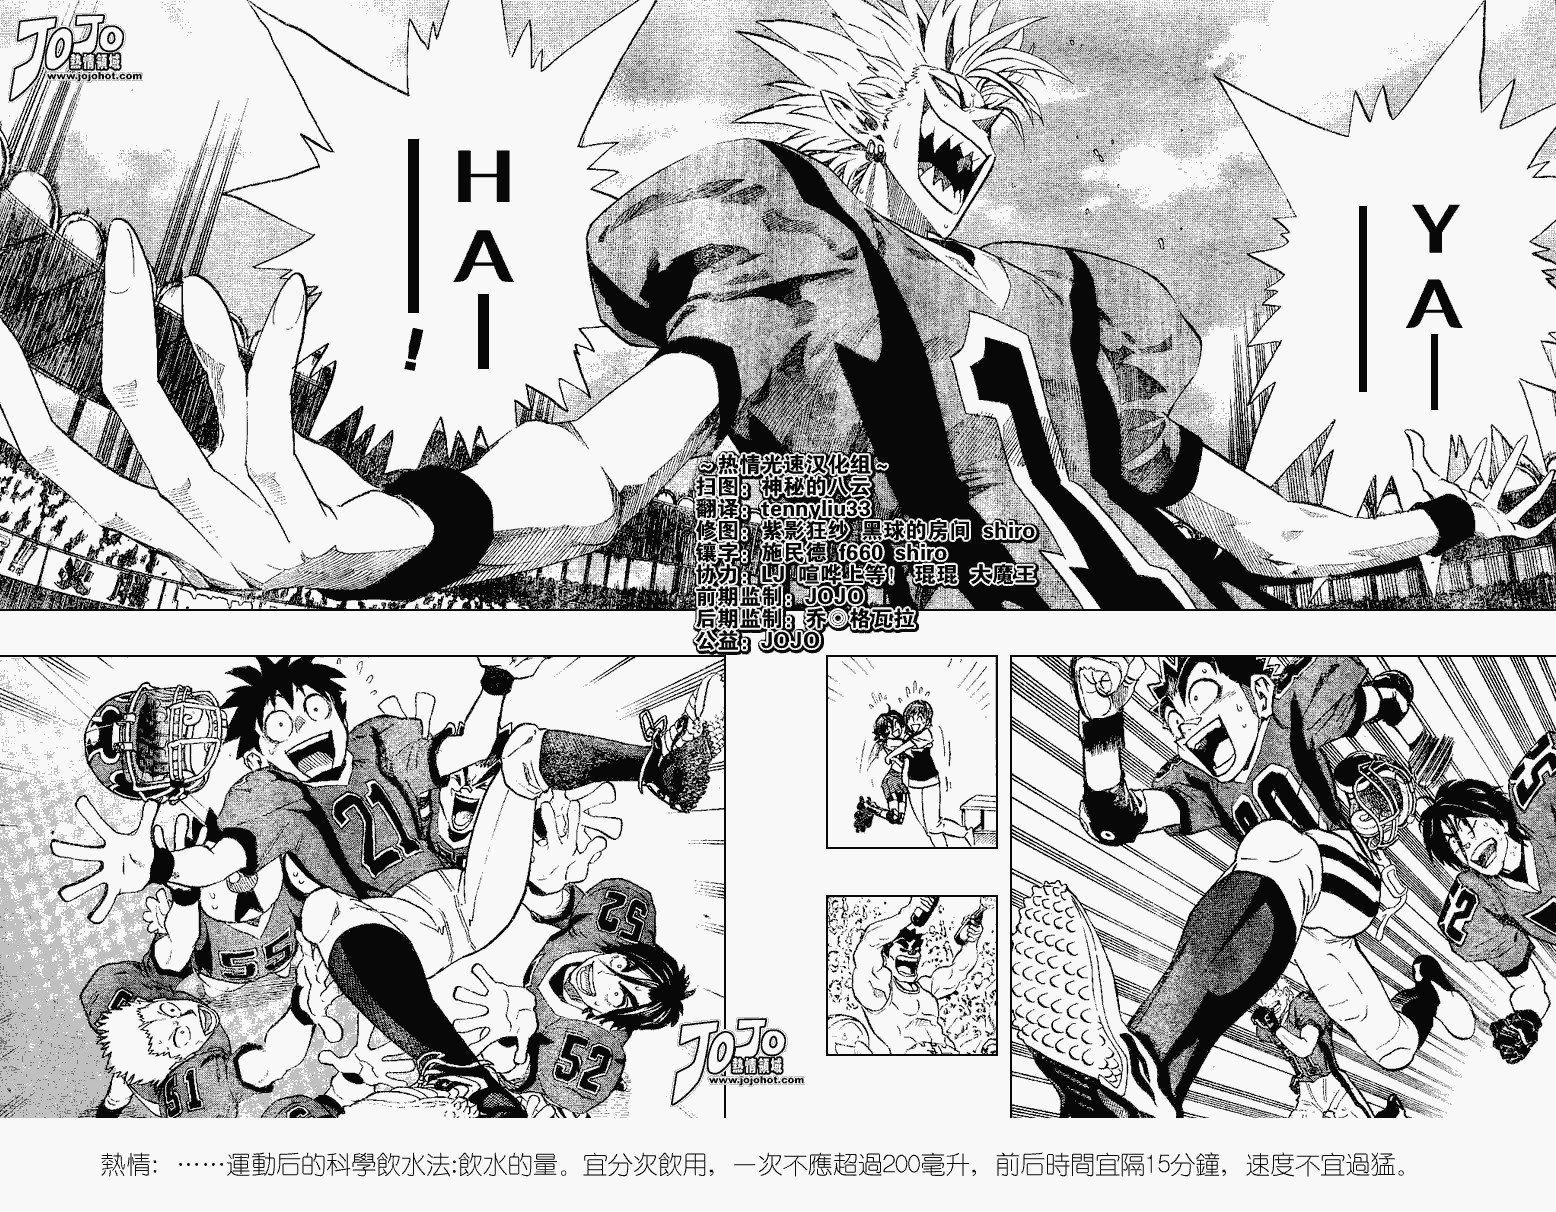 JOJO
熱情領域
www.jojohot.com
YA——
HA——!
～热情光速汉化组～
扫图：神秘的八云
翻译：tennyliu33
修图：紫影狂纱 黑球的房间 shiro
镶字：施民德 f660 shiro
协力：LJ 喧哗上等！ 琨琨 大魔王
前期监制：JOJO
后期监制：乔◎格瓦拉
公益：JOJO
21
55
52
52
51
JOJO
熱情領域
www.jojohot.com
熱情：……運動后的科學飲水法:飲水的量。宜分次飲用，一次不應超過200毫升，前后時間宜隔15分鐘，速度不宜過猛。